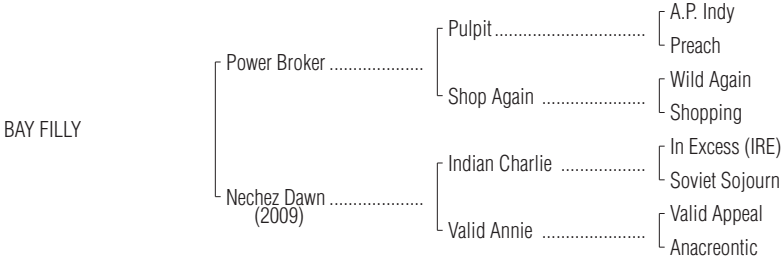 A.P. Indy
Pulpit..............................
Preach
Power Broker ...................
Wild Again
Shop Again .....................
Shopping
BAY FILLY
In Excess (IRE)
Indian Charlie .................
Soviet Sojourn
Nechez Dawn ...................
(2009)
Valid Appeal
Valid Annie .....................
Anacreontic